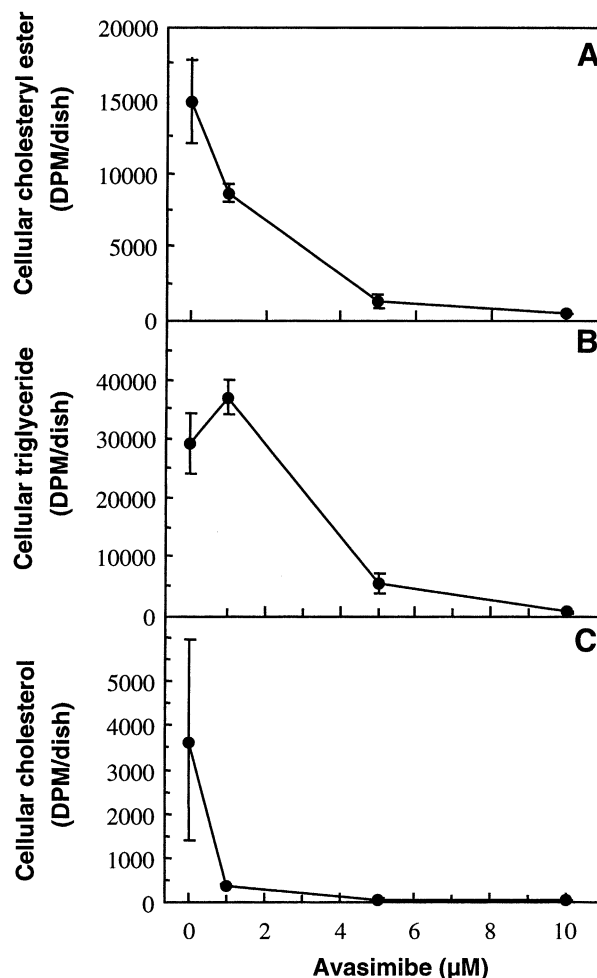 A
Cellular cholesteryl ester
(DPM/dish)
20000
15000
10000
5000
0
B
Cellular triglyceride
(DPM/dish)
40000
30000
20000
10000
0
C
Cellular cholesterol
(DPM/dish)
5000
4000
3000
2000
1000
0
0 2 4 6 8 10
Avasimibe (µM)